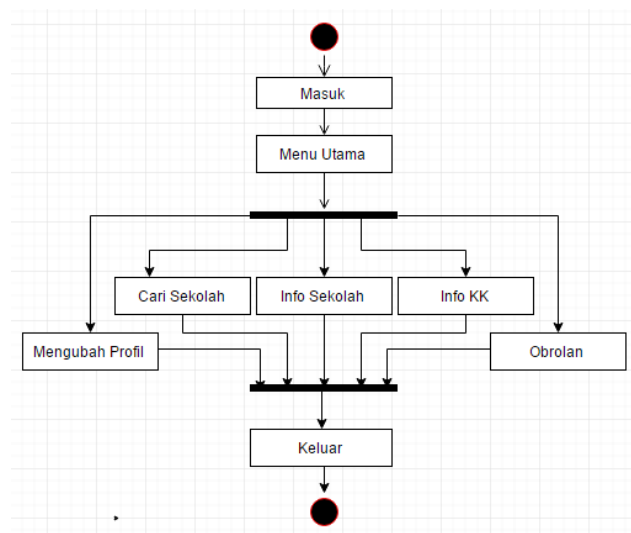 Masuk
Menu Utama
Cari Sekolah
Info Sekolah
Info KK
Mengubah Profil
Obrolan
Keluar